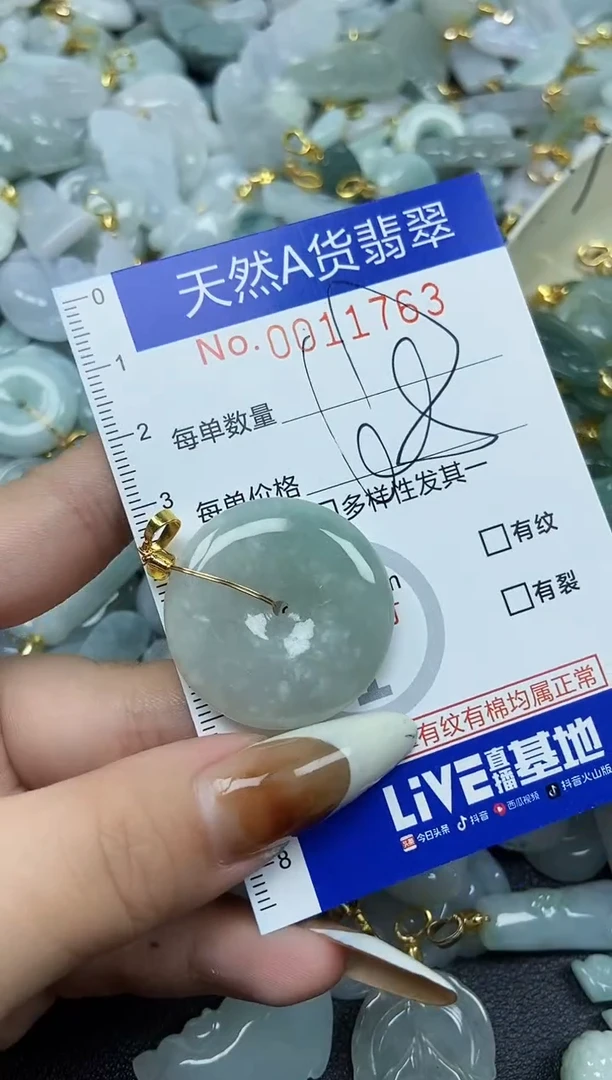 天然A货翡翠
No.0011763
0
1
每单数量
2
每单价格
3
多样性发其一
有纹
有裂
有纹有棉均属正常
LiVE直播基地
今日头条 抖音 西瓜视频 抖音火山版
8